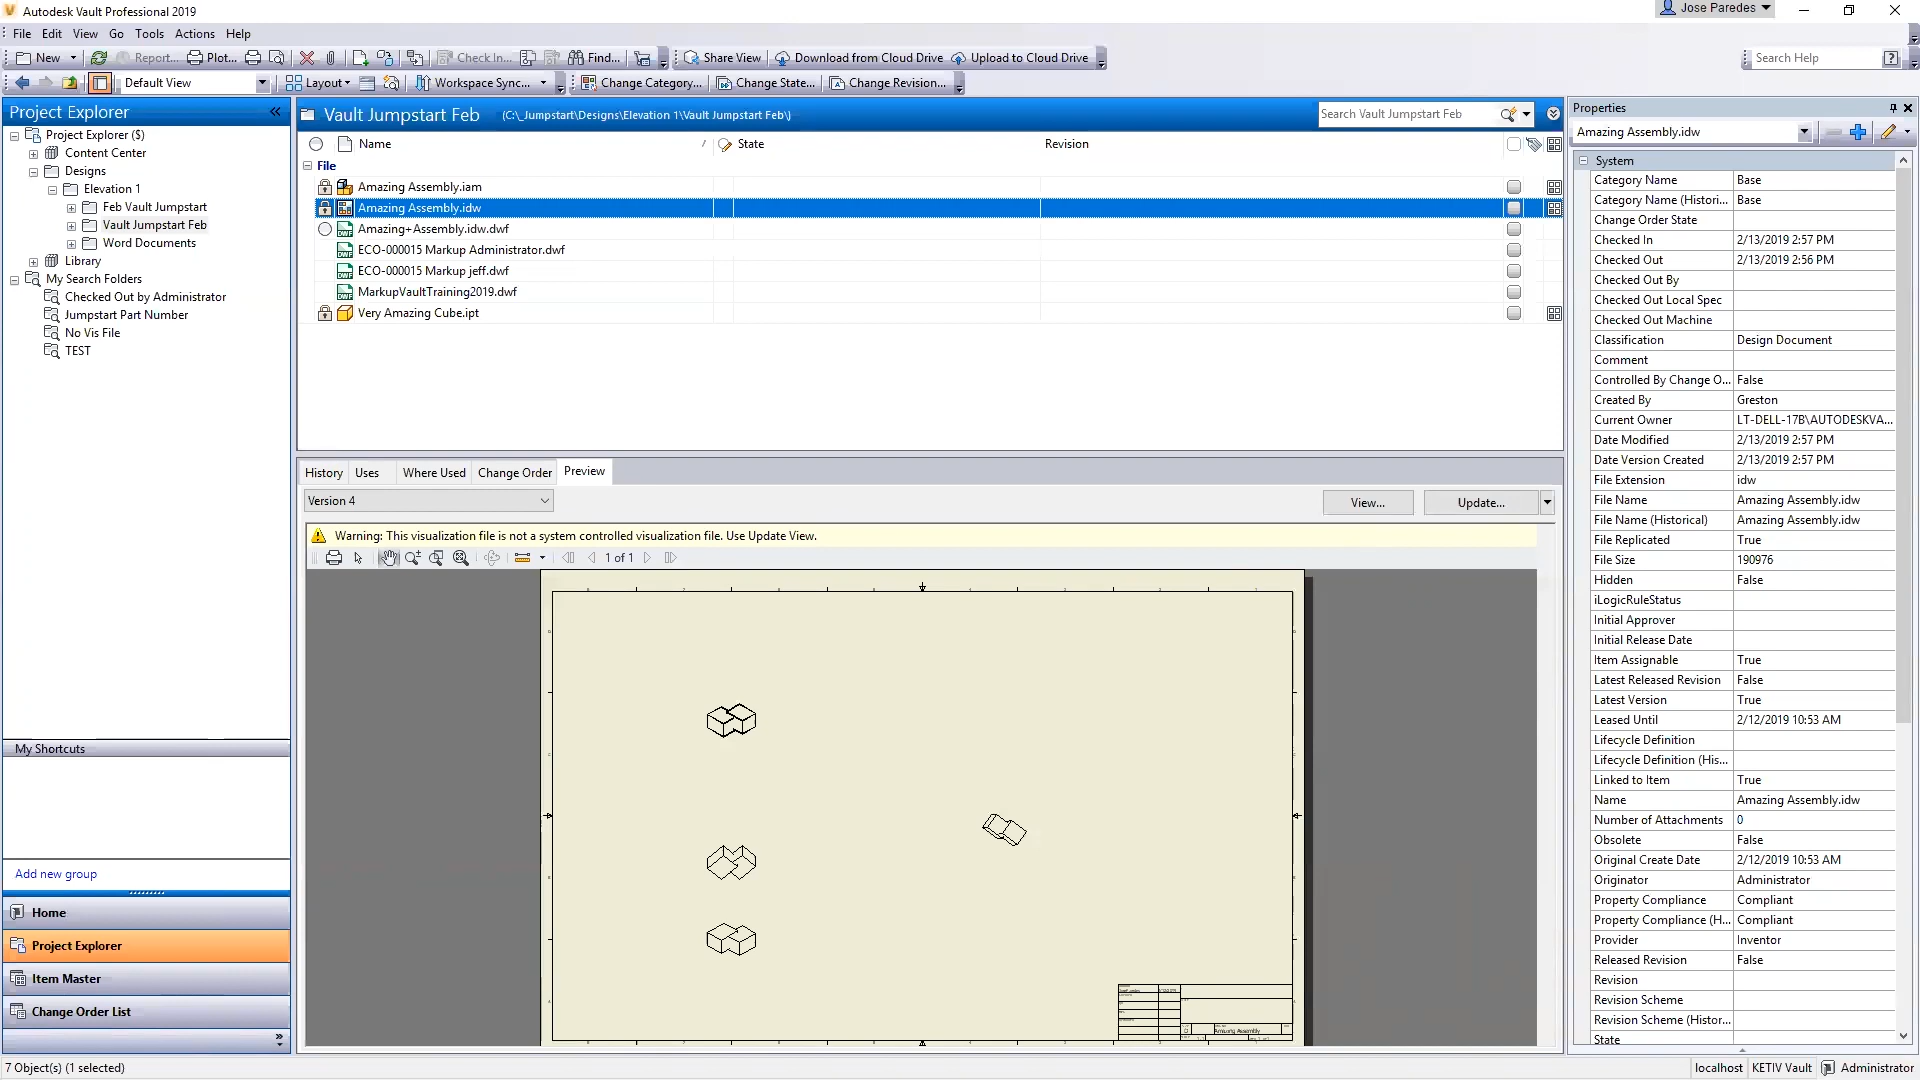 Autodesk Vault Professional 2019
Jose Paredes
File Edit View Go Tools Actions Help
New Report... Plot... Check In... Find... Share View Download from Cloud Drive Upload to Cloud Drive Search Help
Default View Layout Workspace Sync... Change Category... Change State... Change Revision...
Project Explorer
Project Explorer ($)
Content Center
Designs
Elevation 1
Feb Vault Jumpstart
Vault Jumpstart Feb
Word Documents
Library
My Search Folders
Checked Out by Administrator
Jumpstart Part Number
No Vis File
TEST
My Shortcuts
Add new group
Home
Project Explorer
Item Master
Change Order List
Vault Jumpstart Feb (C:\_Jumpstart\Designs\Elevation 1\Vault Jumpstart Feb\) Search Vault Jumpstart Feb
Name / State Revision
File
Amazing Assembly.iam
Amazing Assembly.idw
Amazing+Assembly.idw.dwf
ECO-000015 Markup Administrator.dwf
ECO-000015 Markup jeff.dwf
MarkupVaultTraining2019.dwf
Very Amazing Cube.ipt
History Uses Where Used Change Order Preview
Version 4 View... Update...
Warning: This visualization file is not a system controlled visualization file. Use Update View.
1 of 1
Amazing Assembly
Properties
Amazing Assembly.idw
System
Category Name Base
Category Name (Histori... Base
Change Order State
Checked In 2/13/2019 2:57 PM
Checked Out 2/13/2019 2:56 PM
Checked Out By
Checked Out Local Spec
Checked Out Machine
Classification Design Document
Comment
Controlled By Change O... False
Created By Greston
Current Owner LT-DELL-17B\AUTODESKVA...
Date Modified 2/13/2019 2:57 PM
Date Version Created 2/13/2019 2:57 PM
File Extension idw
File Name Amazing Assembly.idw
File Name (Historical) Amazing Assembly.idw
File Replicated True
File Size 190976
Hidden False
iLogicRuleStatus
Initial Approver
Initial Release Date
Item Assignable True
Latest Released Revision False
Latest Version True
Leased Until 2/12/2019 10:53 AM
Lifecycle Definition
Lifecycle Definition (His...
Linked to Item True
Name Amazing Assembly.idw
Number of Attachments 0
Obsolete False
Original Create Date 2/12/2019 10:53 AM
Originator Administrator
Property Compliance Compliant
Property Compliance (H... Compliant
Provider Inventor
Released Revision False
Revision
Revision Scheme
Revision Scheme (Histor...
State
7 Object(s) (1 selected) localhost KETIV Vault Administrator